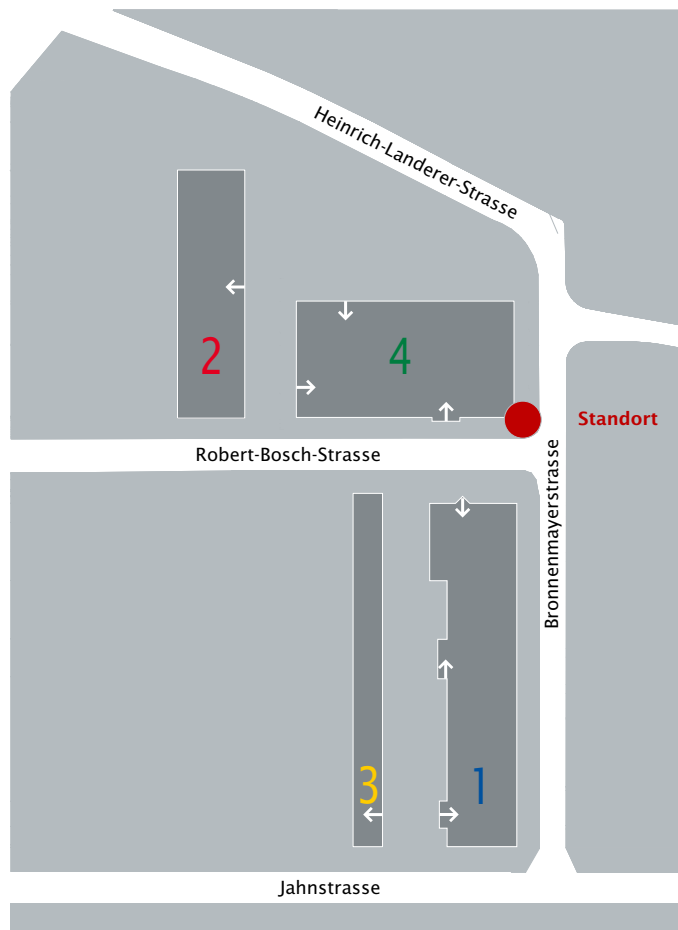 Heinrich-Landerer-Strasse
2
4
Standort
Robert-Bosch-Strasse
Bronnenmayerstrasse
3
1
Jahnstrasse